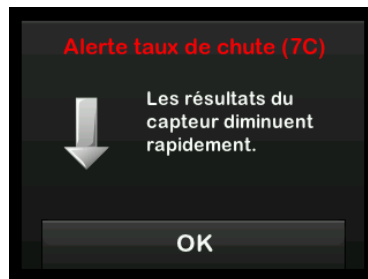 Alerte taux de chute (7C)
Les résultats du
capteur diminuent
rapidement.
OK